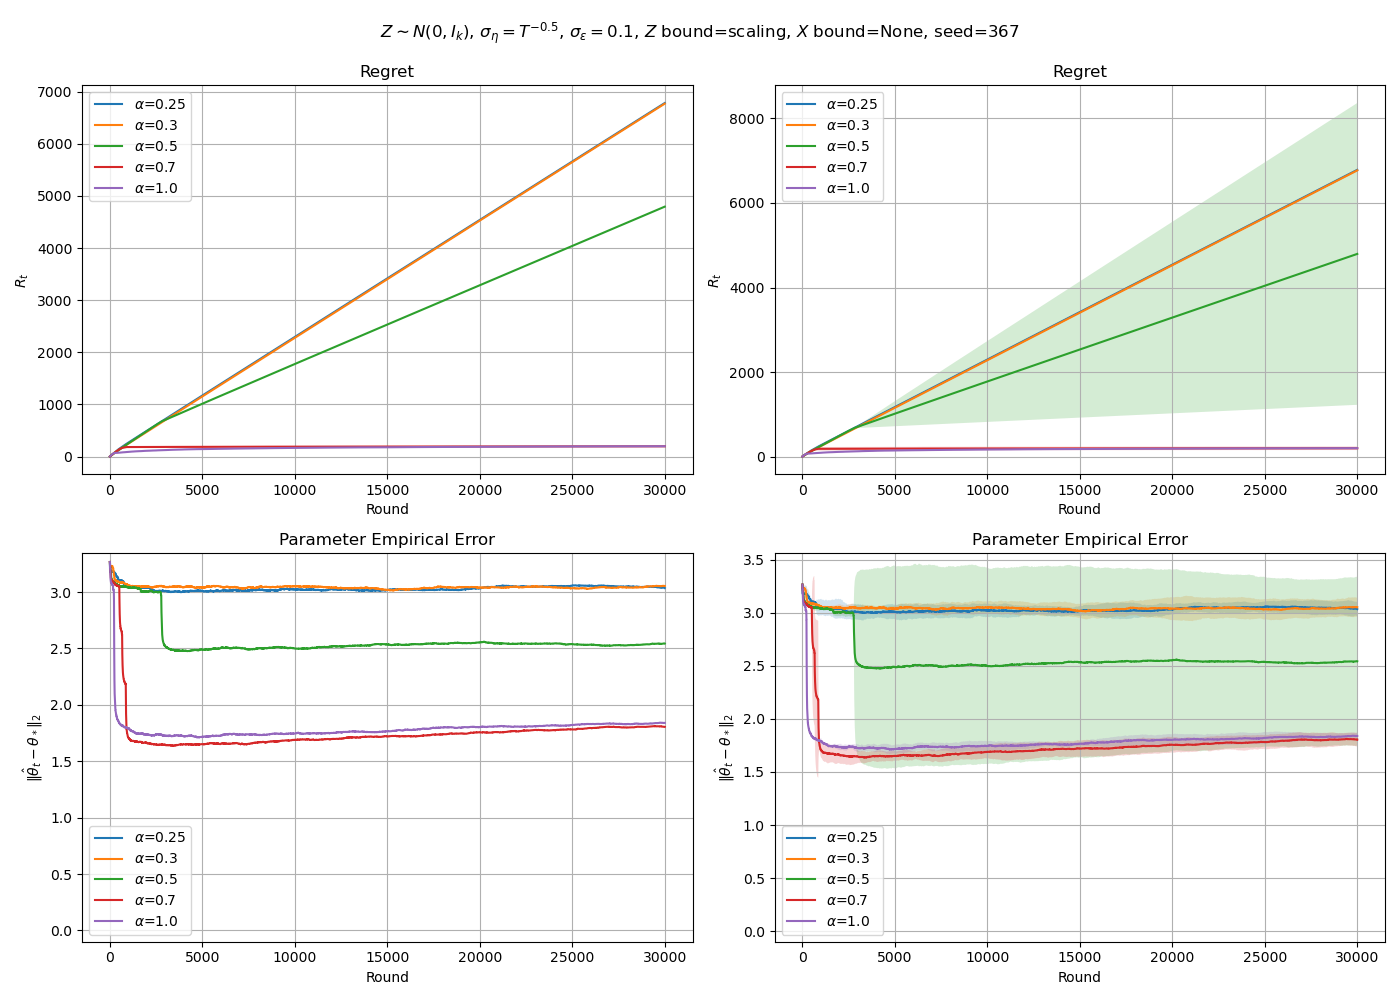 Z ∼ N(0, I_k), σ_η = T^{−0.5}, σ_ε = 0.1, Z bound=scaling, X bound=None, seed=367
Regret
7000
6000
5000
4000
3000
2000
1000
0
R_t
α=0.25
α=0.3
α=0.5
α=0.7
α=1.0
0 5000 10000 15000 20000 25000 30000
Round
Regret
8000
6000
4000
2000
0
R_t
α=0.25
α=0.3
α=0.5
α=0.7
α=1.0
0 5000 10000 15000 20000 25000 30000
Round
Parameter Empirical Error
3.0
2.5
2.0
1.5
1.0
0.5
0.0
‖θ̂_t − θ_*‖_2
α=0.25
α=0.3
α=0.5
α=0.7
α=1.0
0 5000 10000 15000 20000 25000 30000
Round
Parameter Empirical Error
3.5
3.0
2.5
2.0
1.5
1.0
0.5
0.0
‖θ̂_t − θ_*‖_2
α=0.25
α=0.3
α=0.5
α=0.7
α=1.0
0 5000 10000 15000 20000 25000 30000
Round